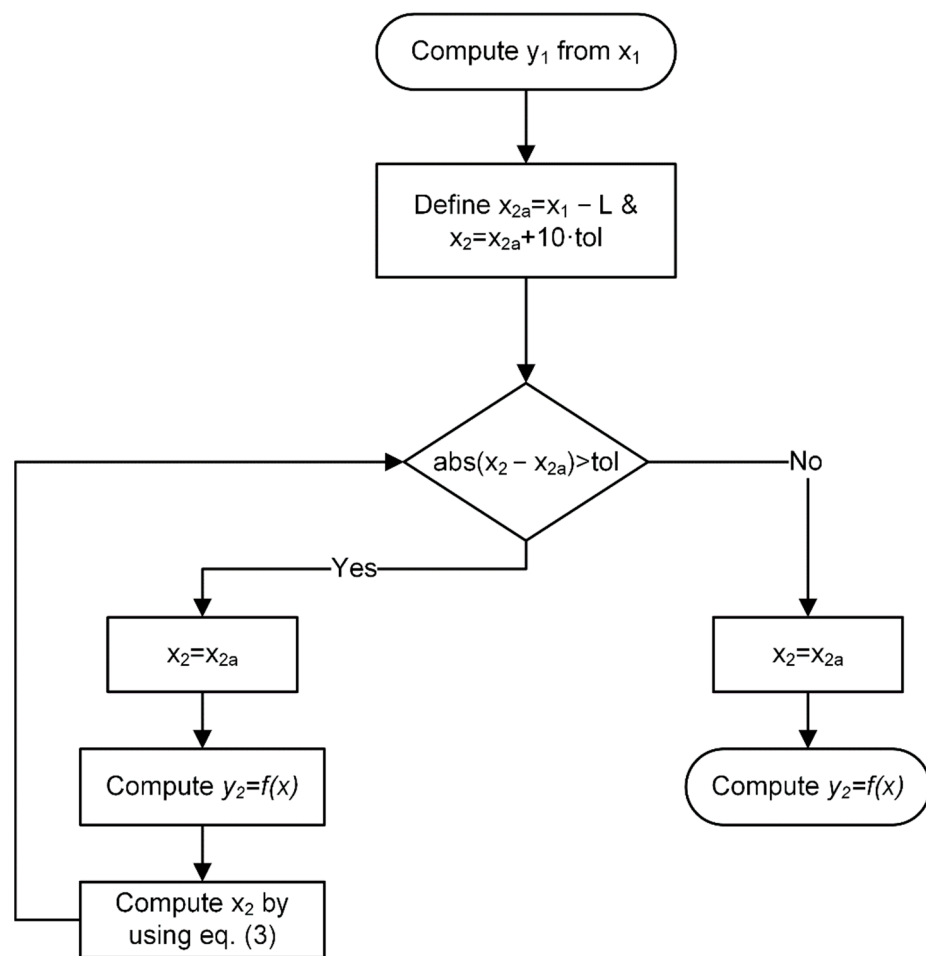 Compute y₁ from x₁
Define x₂ₐ=x₁ – L &
x₂=x₂ₐ+10·tol
abs(x₂ – x₂ₐ)>tol
No
Yes
x₂=x₂ₐ
x₂=x₂ₐ
Compute y₂=f(x)
Compute y₂=f(x)
Compute x₂ by
using eq. (3)